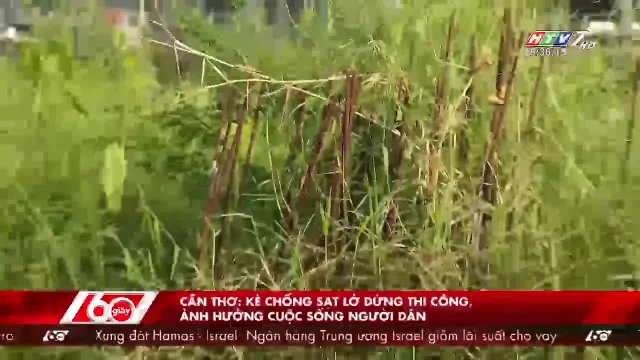 HTV7 HD
60 giây
CẦN THƠ: KÈ CHỐNG SẠT LỞ DỪNG THI CÔNG,
ẢNH HƯỞNG CUỘC SỐNG NGƯỜI DÂN
Xung đột Hamas - Israel Ngân hàng Trung ương Israel giảm lãi suất cho vay